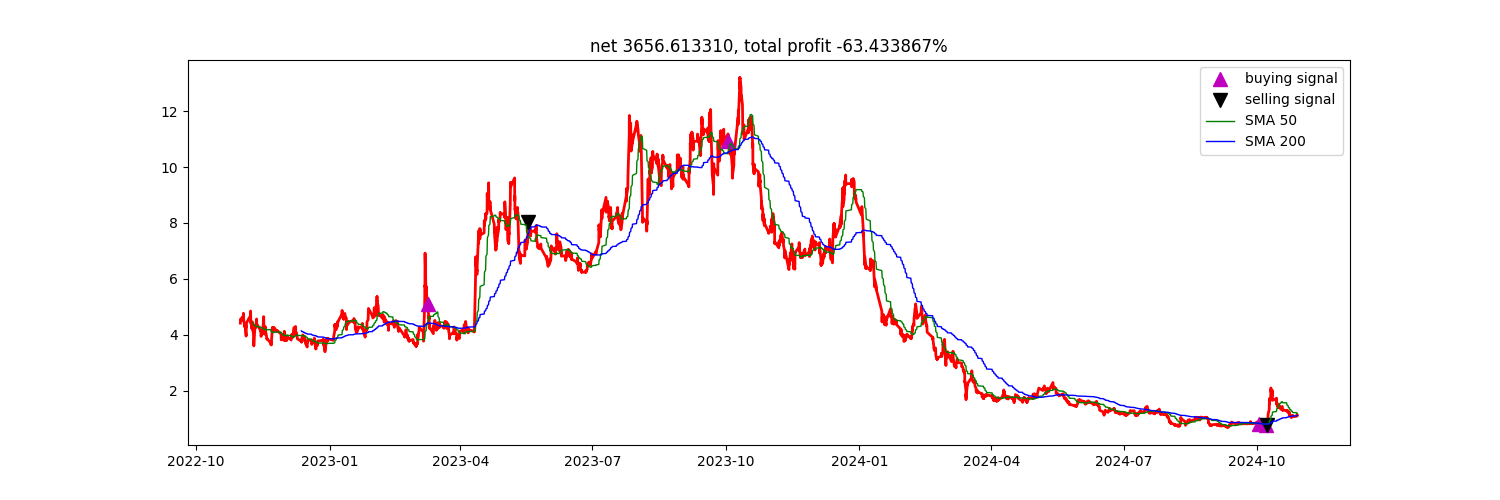 net 3656.613310, total profit -63.433867%
buying signal
selling signal
SMA 50
SMA 200
12
10
8
6
4
2
2022-10 2023-01 2023-04 2023-07 2023-10 2024-01 2024-04 2024-07 2024-10